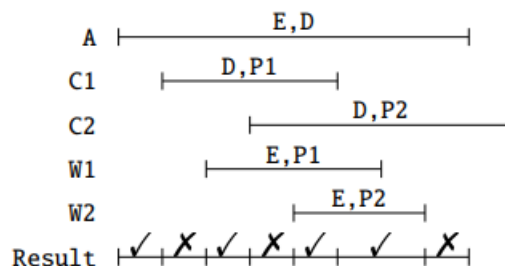 A E,D
C1 D,P1
C2 D,P2
W1 E,P1
W2 E,P2
Result ✓ ✗ ✓ ✗ ✓ ✓ ✗